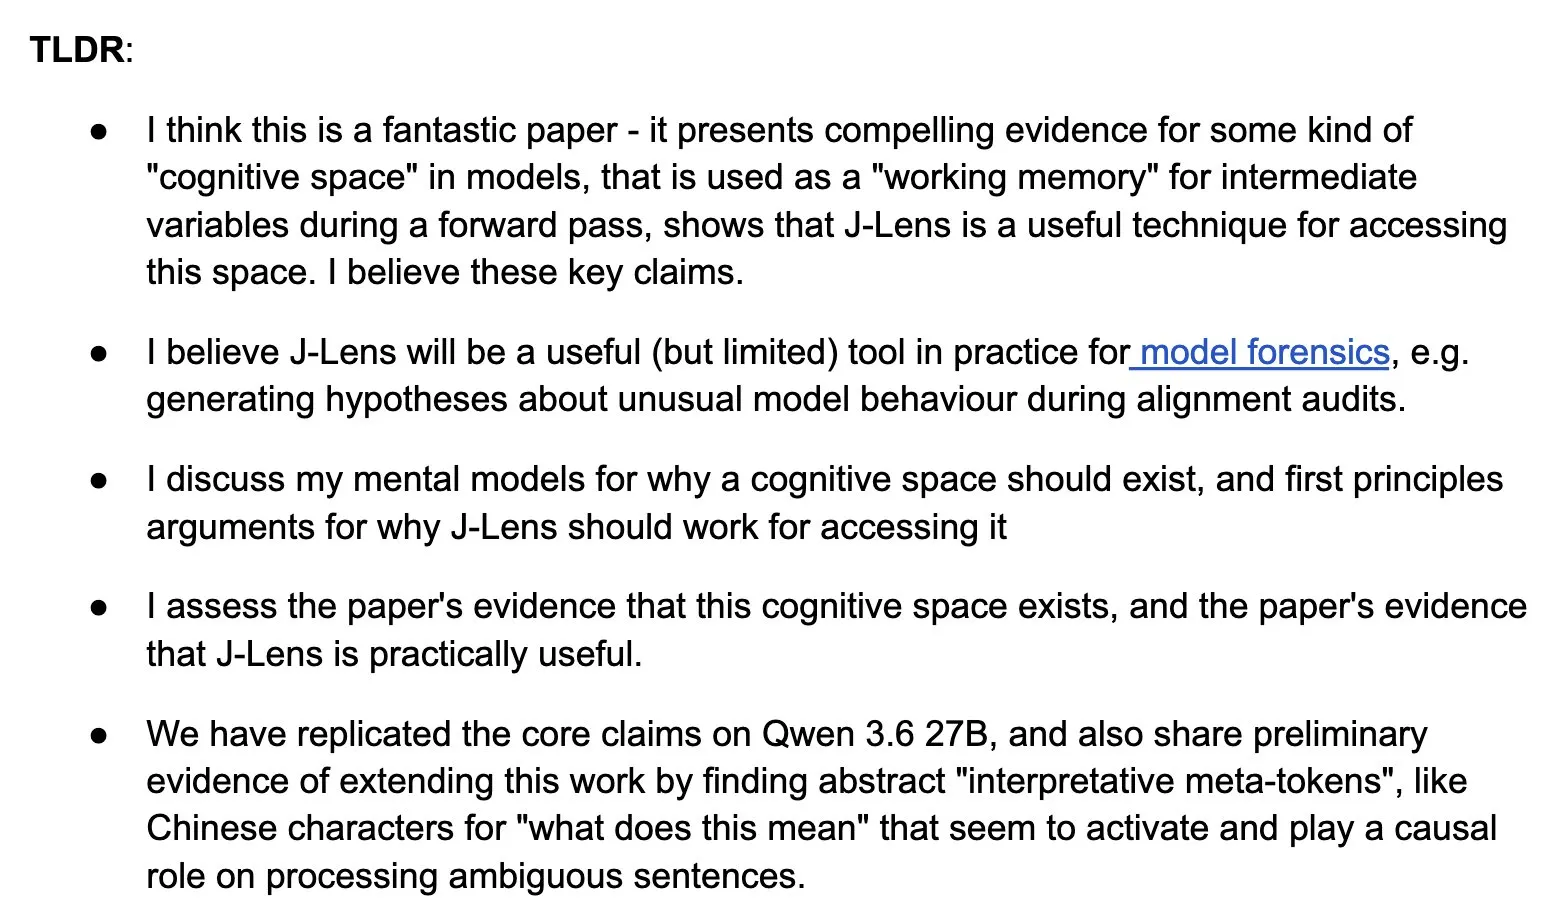 TLDR:
● I think this is a fantastic paper - it presents compelling evidence for some kind of
"cognitive space" in models, that is used as a "working memory" for intermediate
variables during a forward pass, shows that J-Lens is a useful technique for accessing
this space. I believe these key claims.
● I believe J-Lens will be a useful (but limited) tool in practice for model forensics, e.g.
generating hypotheses about unusual model behaviour during alignment audits.
● I discuss my mental models for why a cognitive space should exist, and first principles
arguments for why J-Lens should work for accessing it
● I assess the paper's evidence that this cognitive space exists, and the paper's evidence
that J-Lens is practically useful.
● We have replicated the core claims on Qwen 3.6 27B, and also share preliminary
evidence of extending this work by finding abstract "interpretative meta-tokens", like
Chinese characters for "what does this mean" that seem to activate and play a causal
role on processing ambiguous sentences.